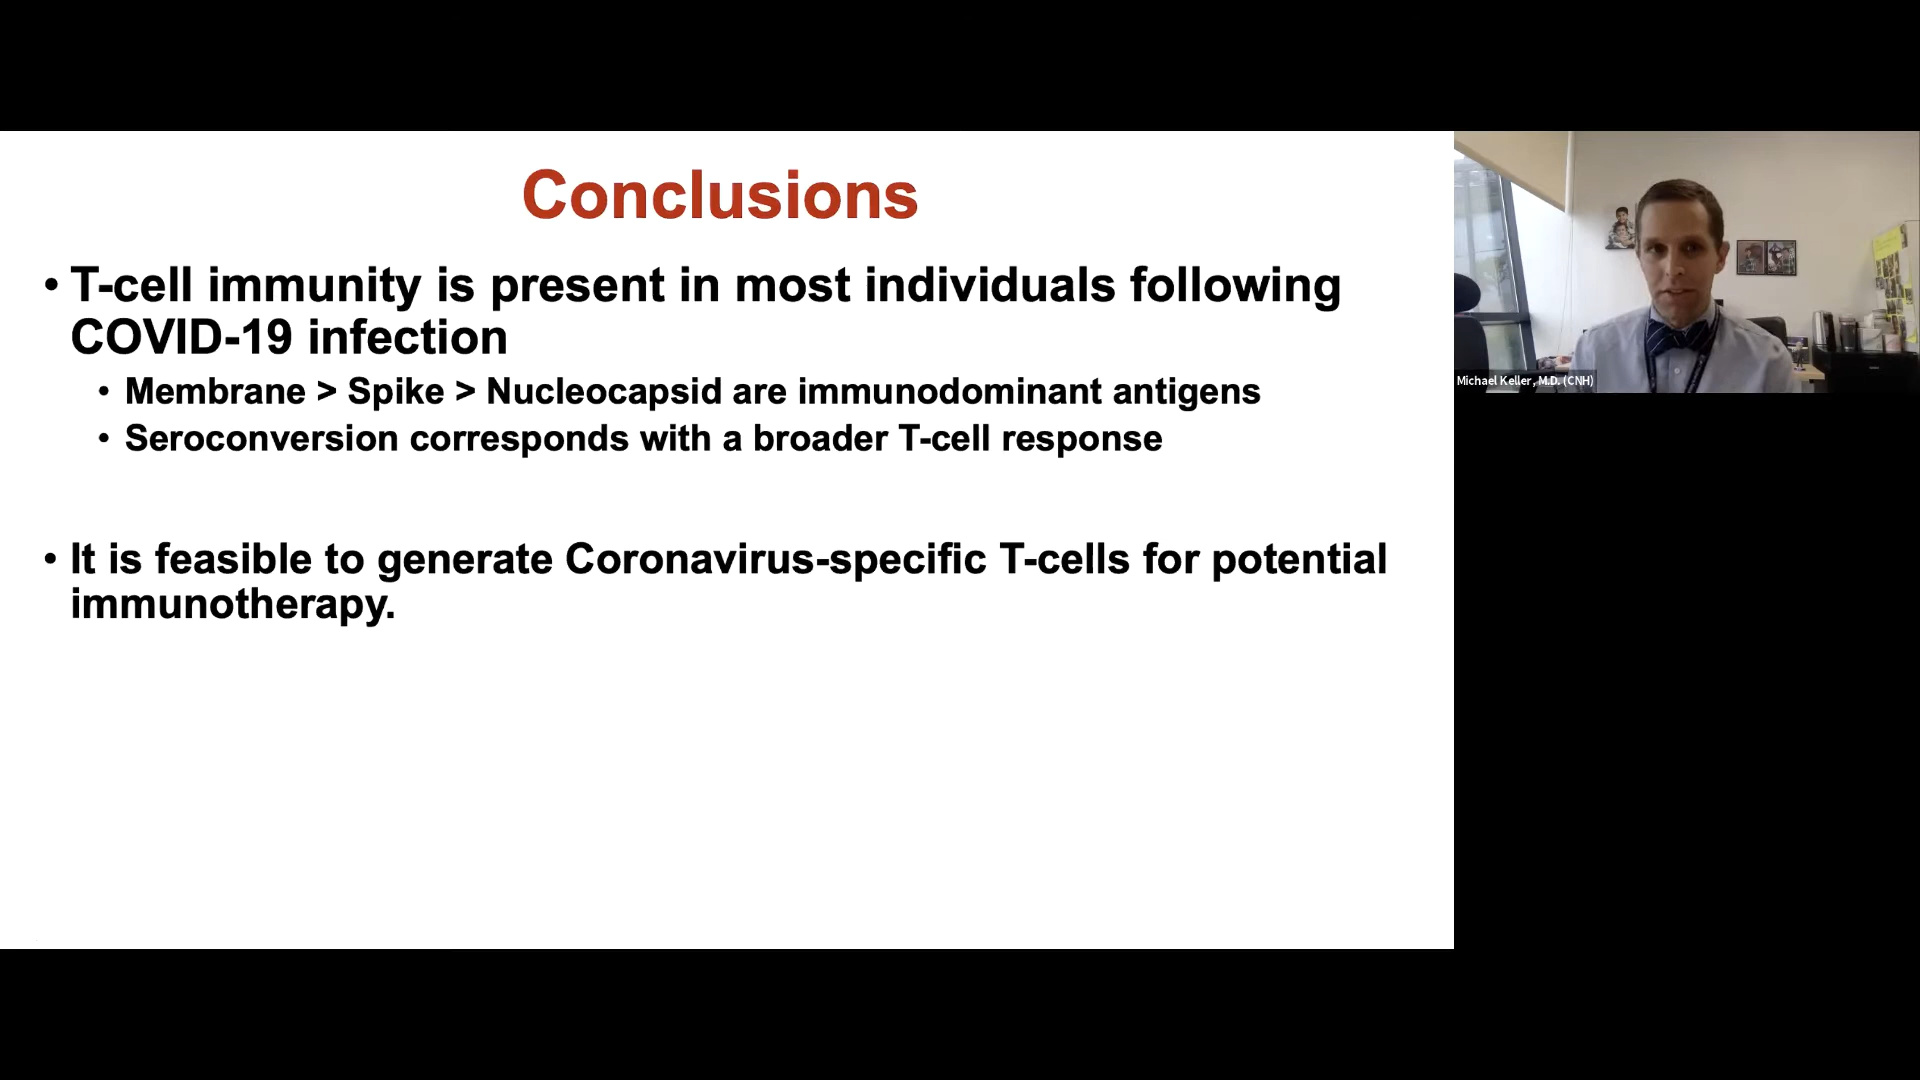 Conclusions
• T-cell immunity is present in most individuals following
COVID-19 infection
• Membrane > Spike > Nucleocapsid are immunodominant antigens
• Seroconversion corresponds with a broader T-cell response
• It is feasible to generate Coronavirus-specific T-cells for potential
immunotherapy.
Michael Keller, M.D. (CNH)